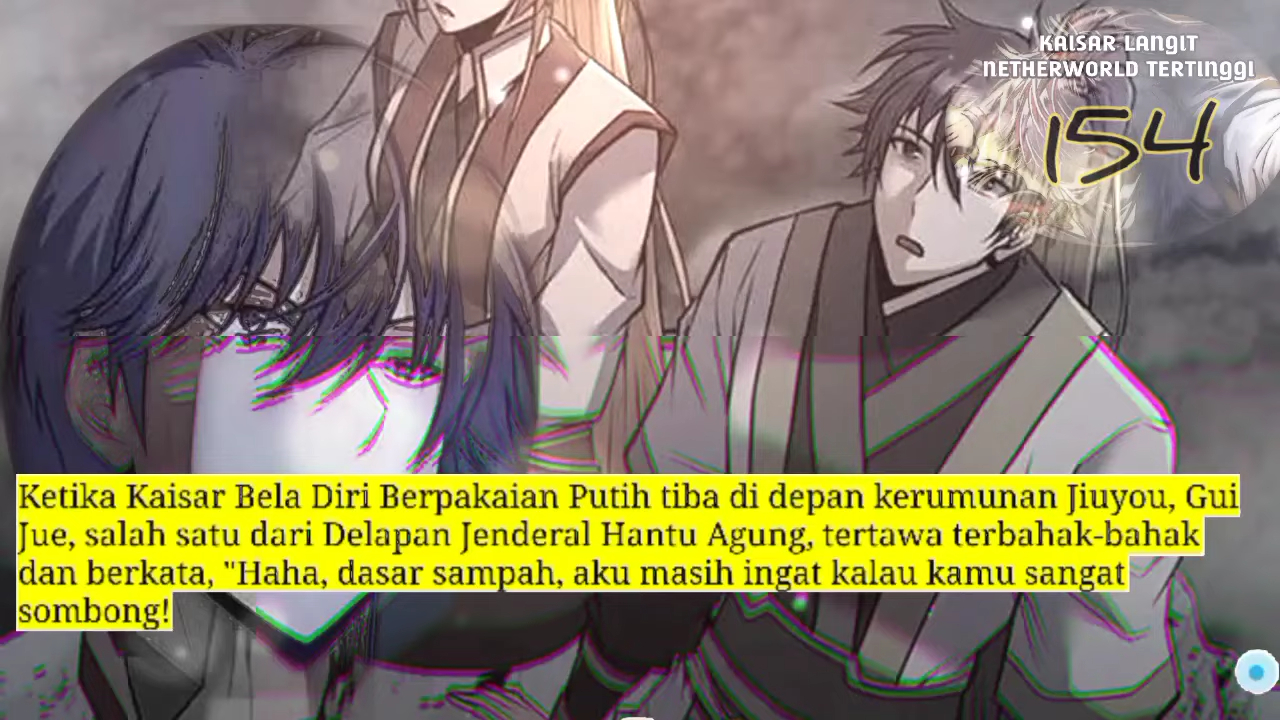 KAISAR LANGIT
NETHERWORLD TERTINGGI
154
Ketika Kaisar Bela Diri Berpakaian Putih tiba di depan kerumunan Jiuyou, Gui
Jue, salah satu dari Delapan Jenderal Hantu Agung, tertawa terbahak-bahak
dan berkata, "Haha, dasar sampah, aku masih ingat kalau kamu sangat
sombong!